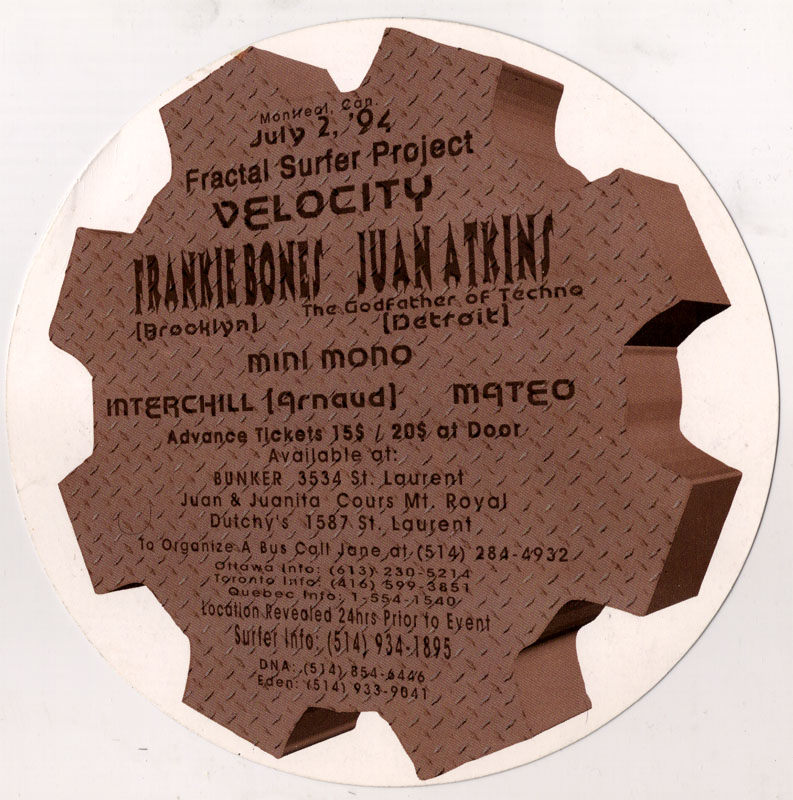 Montreal, Can.
July 2, '94
Fractal Surfer Project
VELOCITY
FRANKIE BONES JUAN ATKINS
The Godfather of Techno
(Brooklyn) (Detroit)
mini mono
INTERCHILL (Arnaud) MATEO
Advance Tickets 15$ / 20$ at Door
Available at:
BUNKER 3534 St. Laurent
Juan & Juanita Cours Mt. Royal
Dutchy's 1587 St. Laurent
To Organize A Bus Call Jane at (514) 284-4932
Ottawa Info: (613) 230-5214
Toronto Info: (416) 599-3851
Quebec Info: 1-554-1540
Location Revealed 24hrs Prior to Event
Surfer Info: (514) 934-1895
DNA: (514) 854-6446
Eden: (514) 933-9041